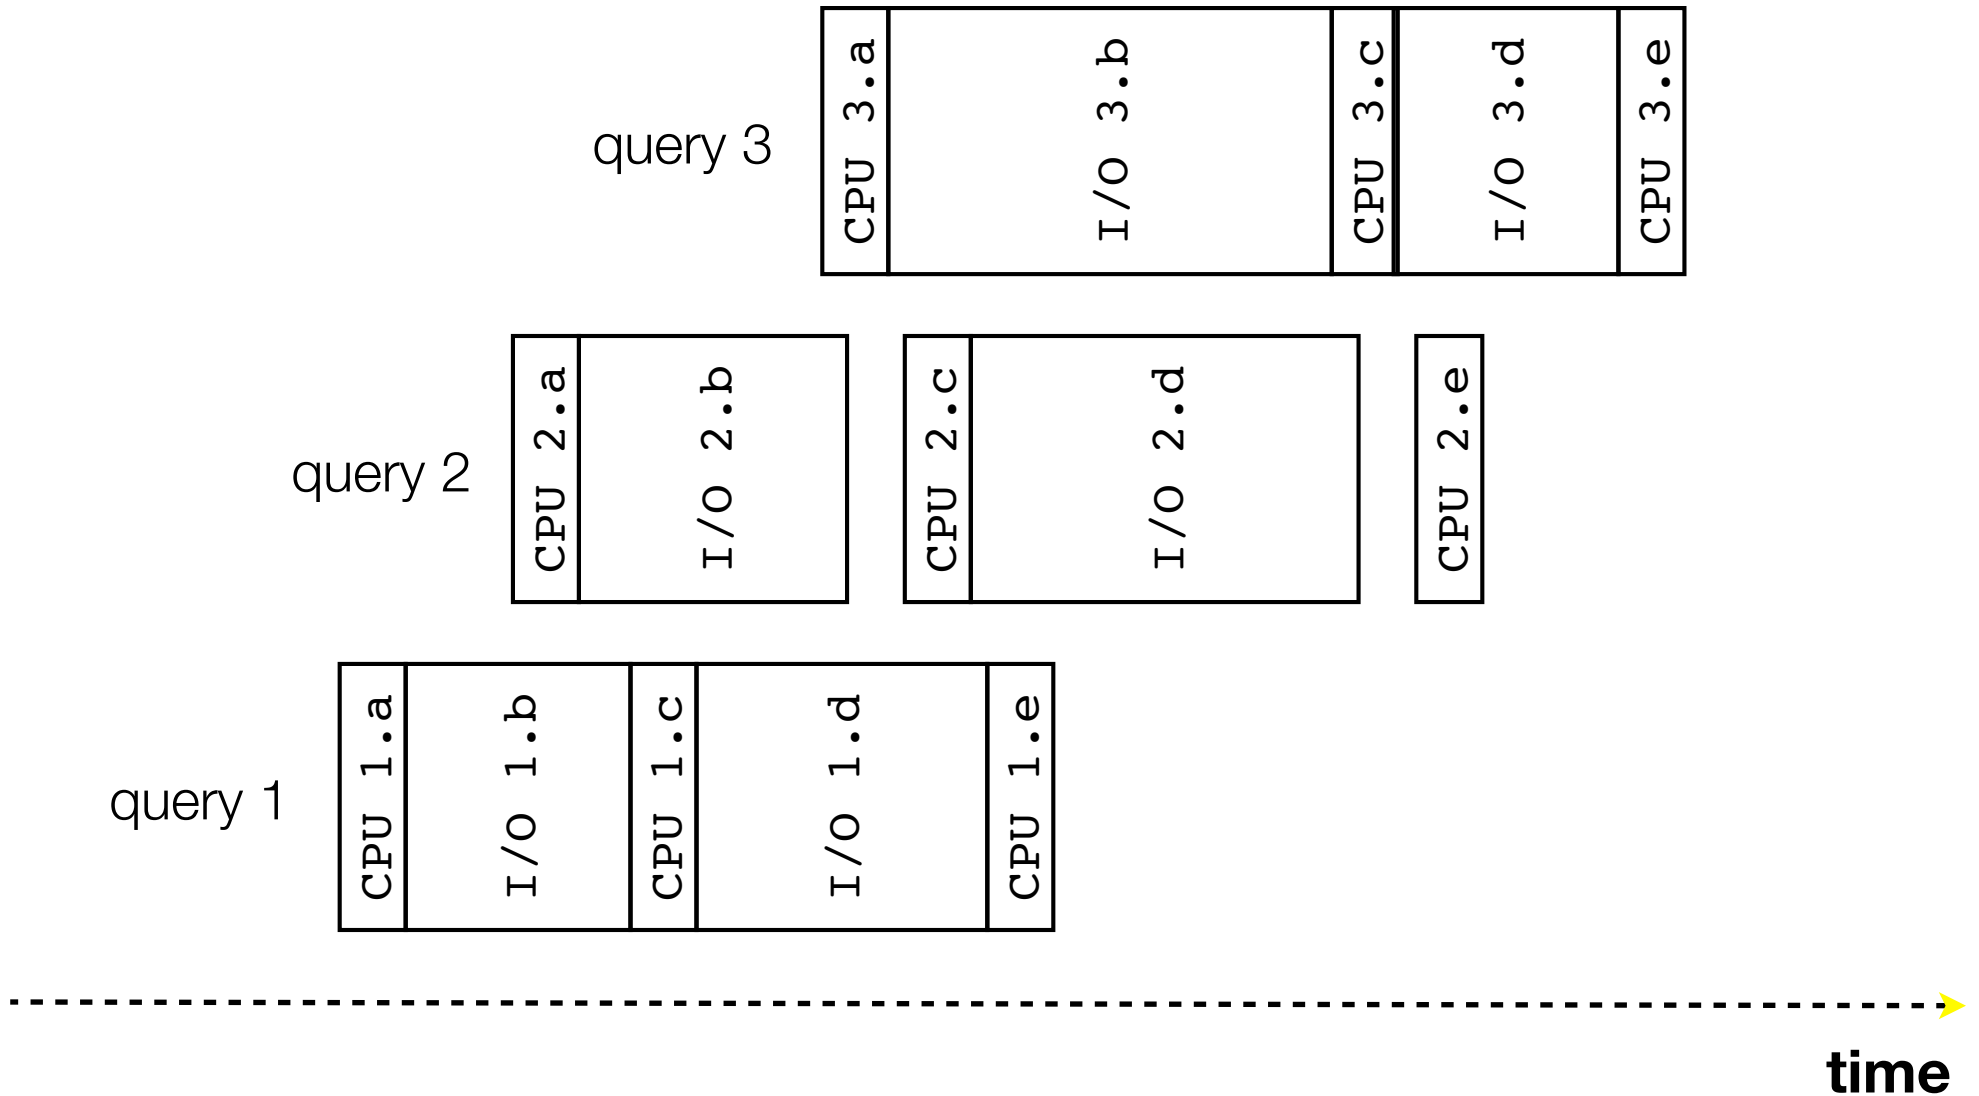 query 3
CPU 3.a
I/O 3.b
CPU 3.c
I/O 3.d
CPU 3.e
query 2
CPU 2.a
I/O 2.b
CPU 2.c
I/O 2.d
CPU 2.e
query 1
CPU 1.a
I/O 1.b
CPU 1.c
I/O 1.d
CPU 1.e
time